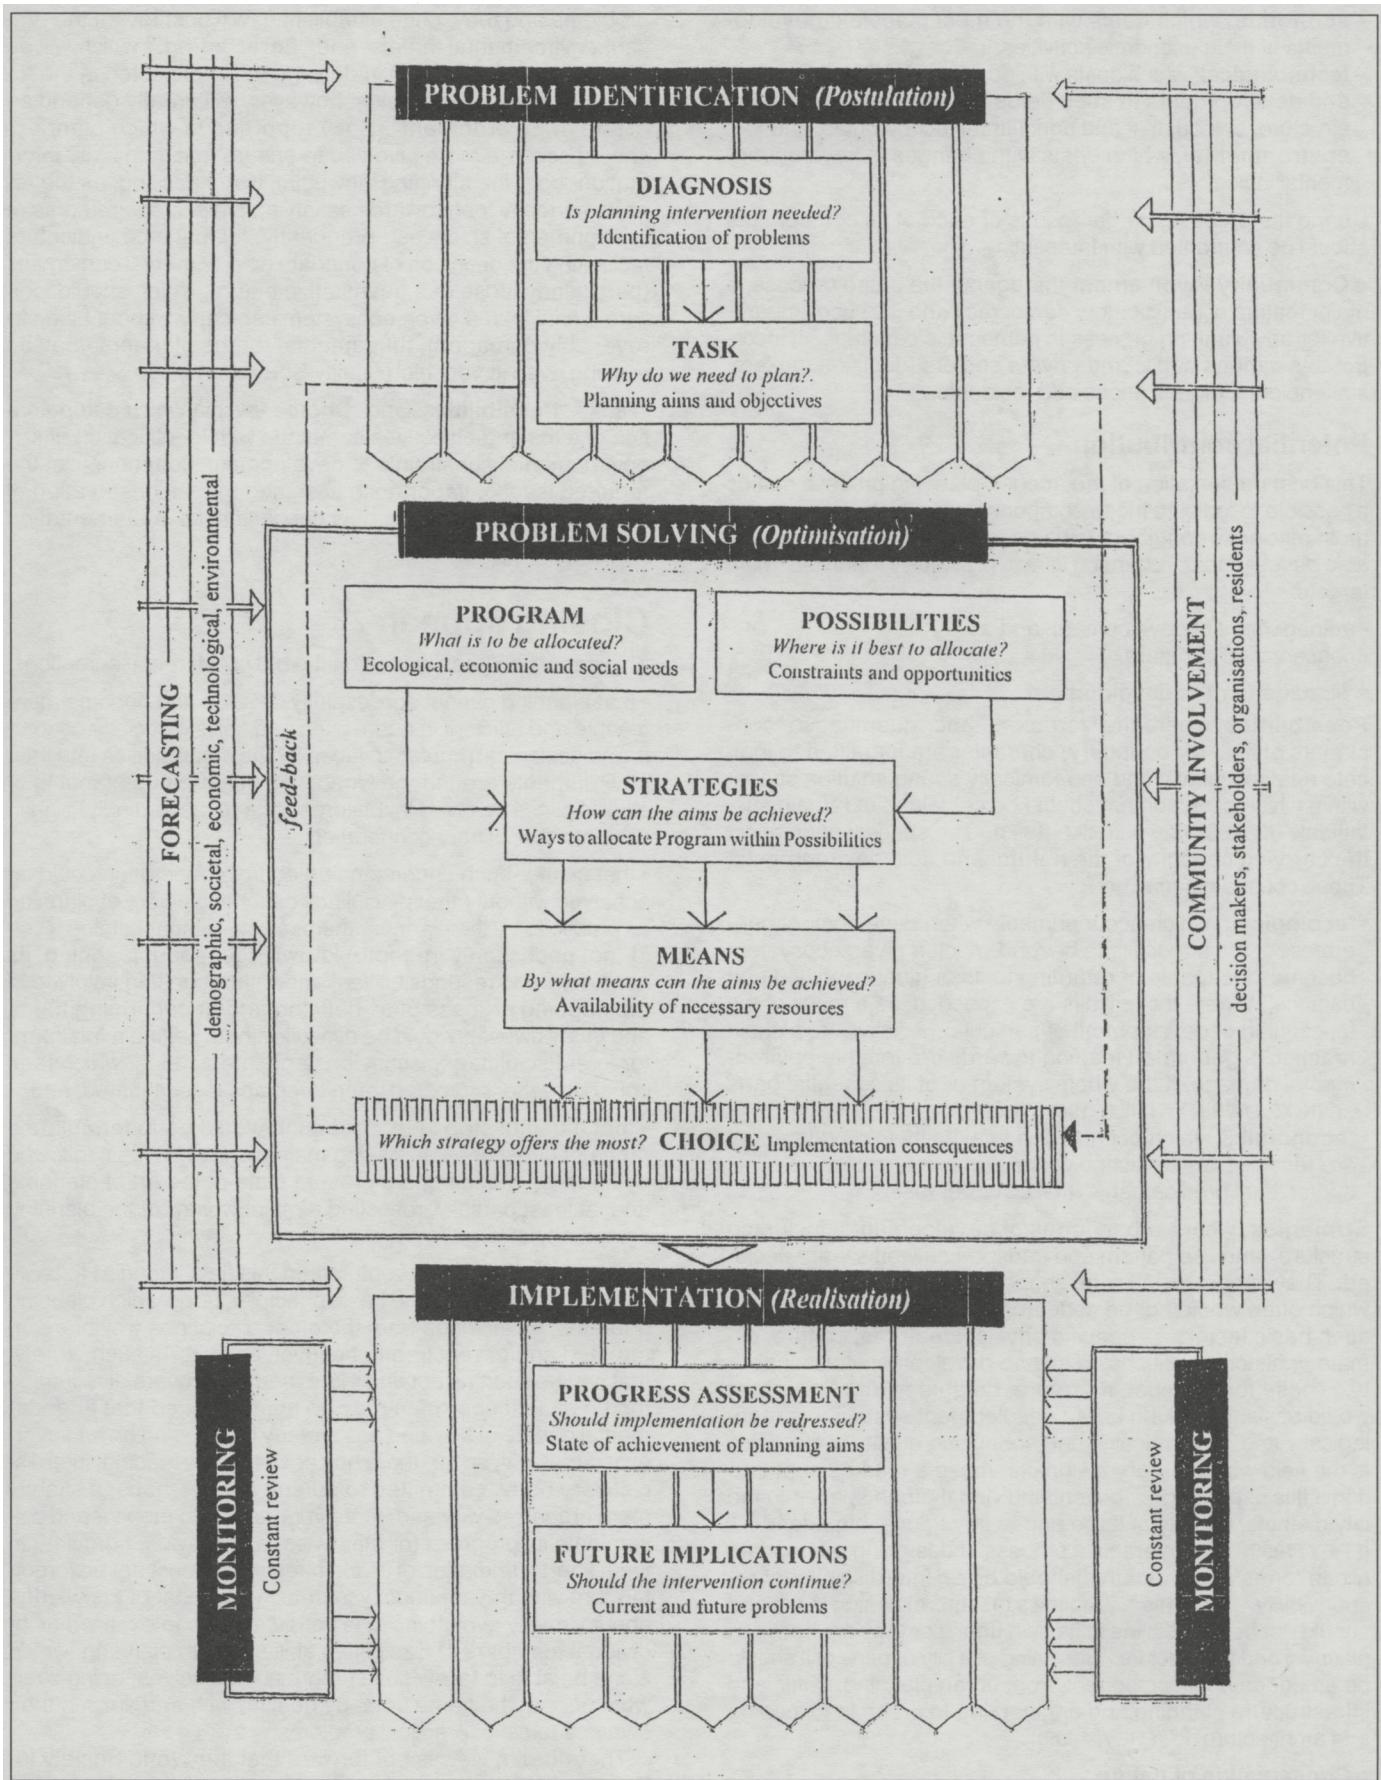 PROBLEM IDENTIFICATION (Postulation)
DIAGNOSIS
Is planning intervention needed?
Identification of problems
TASK
Why do we need to plan?.
Planning aims and objectives
PROBLEM SOLVING (Optimisation)
PROGRAM
What is to be allocated?
Ecological, economic and social needs
POSSIBILITIES
Where is it best to allocate?
Constraints and opportunities
STRATEGIES
How can the aims be achieved?
Ways to allocate Program within Possibilities
MEANS
By what means can the aims be achieved?
Availability of necessary resources
Which strategy offers the most? CHOICE Implementation consequences
feed-back
FORECASTING
demographic, societal, economic, technological, environmental
COMMUNITY INVOLVEMENT
decision makers, stakeholders, organisations, residents
IMPLEMENTATION (Realisation)
PROGRESS ASSESSMENT
Should implementation be redressed?
State of achievement of planning aims
FUTURE IMPLICATIONS
Should the intervention continue?
Current and future problems
MONITORING
Constant review
Constant review
MONITORING